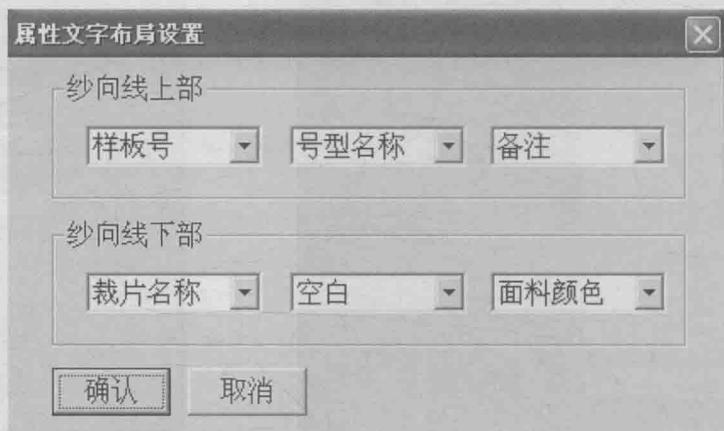 属性文字布局设置
纱向线上部
样板号 号型名称 备注
纱向线下部
裁片名称 空白 面料颜色
确认 取消